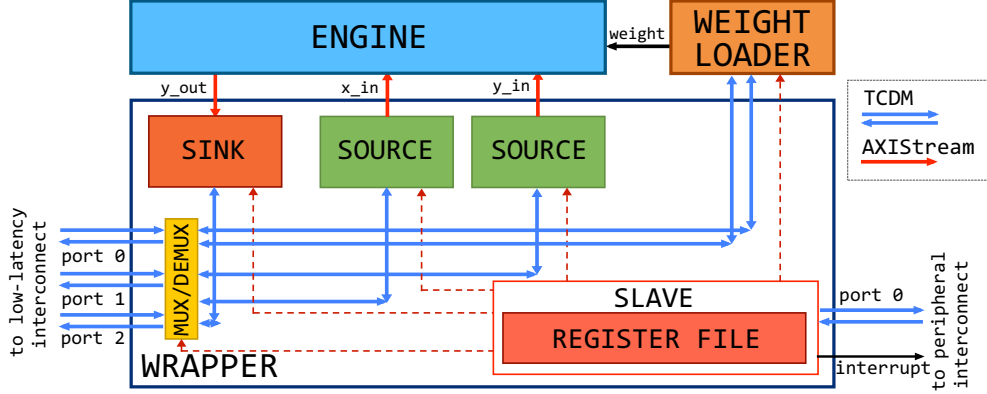 ENGINE
weight
WEIGHT
LOADER
y_out
x_in
y_in
TCDM
AXIStream
SINK
SOURCE
SOURCE
to low-latency
interconnect
port 0
port 1
port 2
MUX/DEMUX
SLAVE
REGISTER FILE
WRAPPER
port 0
interrupt
to peripheral
interconnect